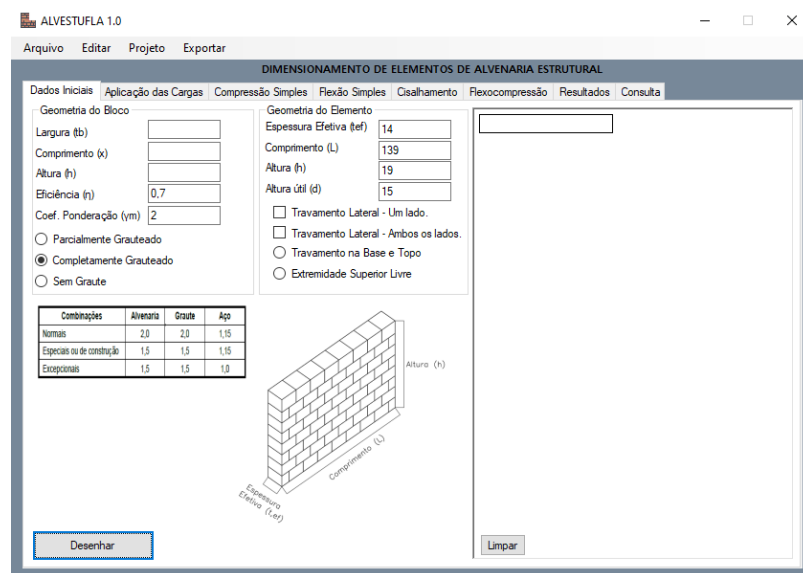 ALVESTUFLA 1.0
Arquivo Editar Projeto Exportar
DIMENSIONAMENTO DE ELEMENTOS DE ALVENARIA ESTRUTURAL
Dados Iniciais Aplicação das Cargas Compressão Simples Flexão Simples Cisalhamento Flexocompressão Resultados Consulta
Geometria do Bloco
Largura (tb)
Comprimento (x)
Altura (h)
Eficiência (η) 0,7
Coef. Ponderação (γm) 2
Parcialmente Grauteado
Completamente Grauteado
Sem Graute
Geometria do Elemento
Espessura Efetiva (tef) 14
Comprimento (L) 139
Altura (h) 19
Altura útil (d) 15
Travamento Lateral - Um lado.
Travamento Lateral - Ambos os lados.
Travamento na Base e Topo
Extremidade Superior Livre
Combinações Alvenaria Graute Aço
Normais 2,0 2,0 1,15
Especiais ou de construção 1,5 1,5 1,15
Excepcionais 1,5 1,5 1,0
Altura (h)
Comprimento (L)
Espessura
Efetiva (t,ef)
Desenhar
Limpar